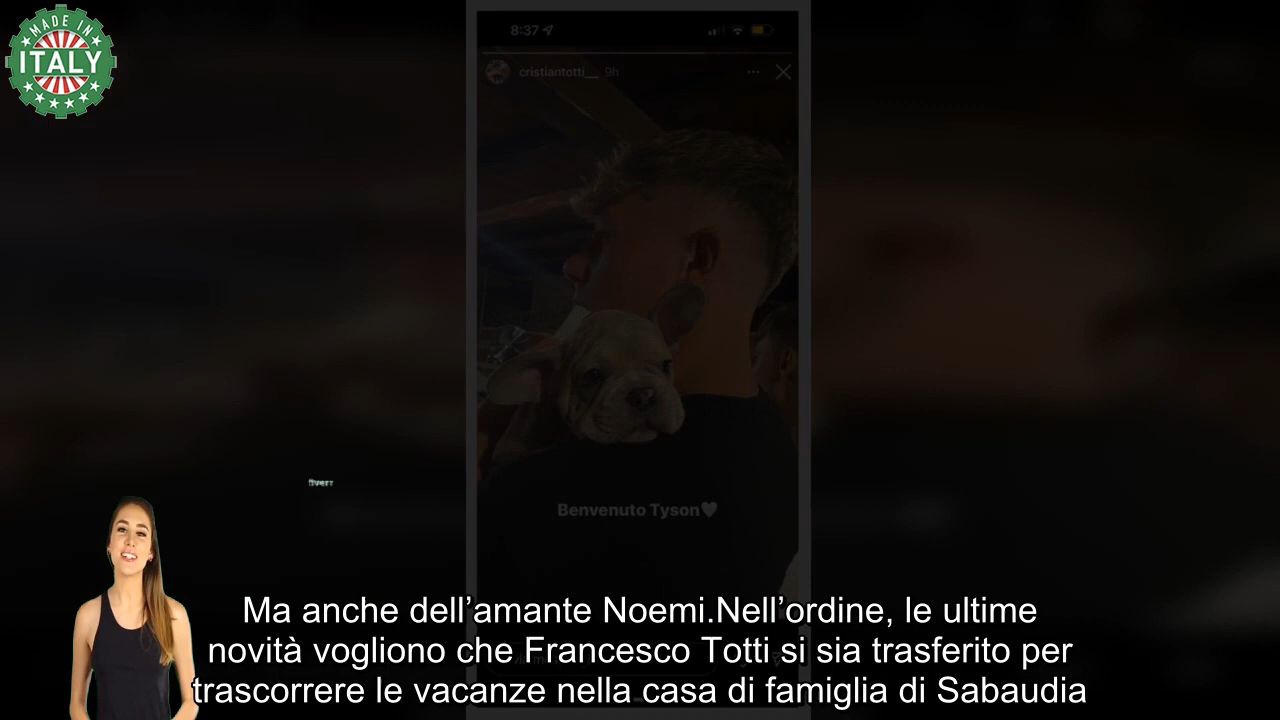 MADE IN
ITALY
8:37
cristiantotti__ 9h
fiverr
Benvenuto Tyson🖤
Ma anche dell’amante Noemi.Nell’ordine, le ultime
novità vogliono che Francesco Totti si sia trasferito per
trascorrere le vacanze nella casa di famiglia di Sabaudia